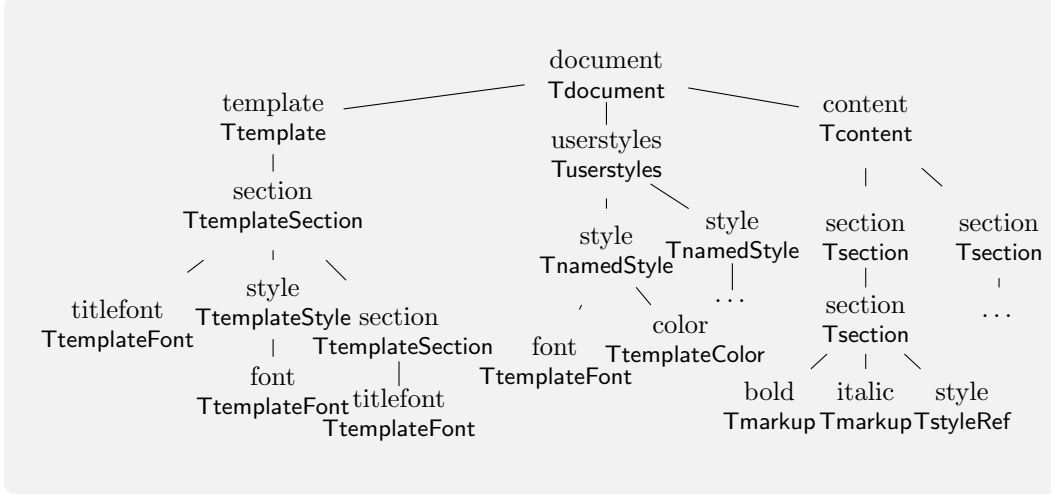 document
Tdocument
template
Ttemplate
content
Tcontent
userstyles
Tuserstyles
section
TtemplateSection
style
TnamedStyle
style
TnamedStyle
section
Tsection
section
Tsection
titlefont
TtemplateFont
style
TtemplateStyle
section
TtemplateSection
...
...
font
TtemplateFont
color
TtemplateColor
section
Tsection
font
TtemplateFont
titlefont
TtemplateFont
bold
Tmarkup
italic
Tmarkup
style
TstyleRef